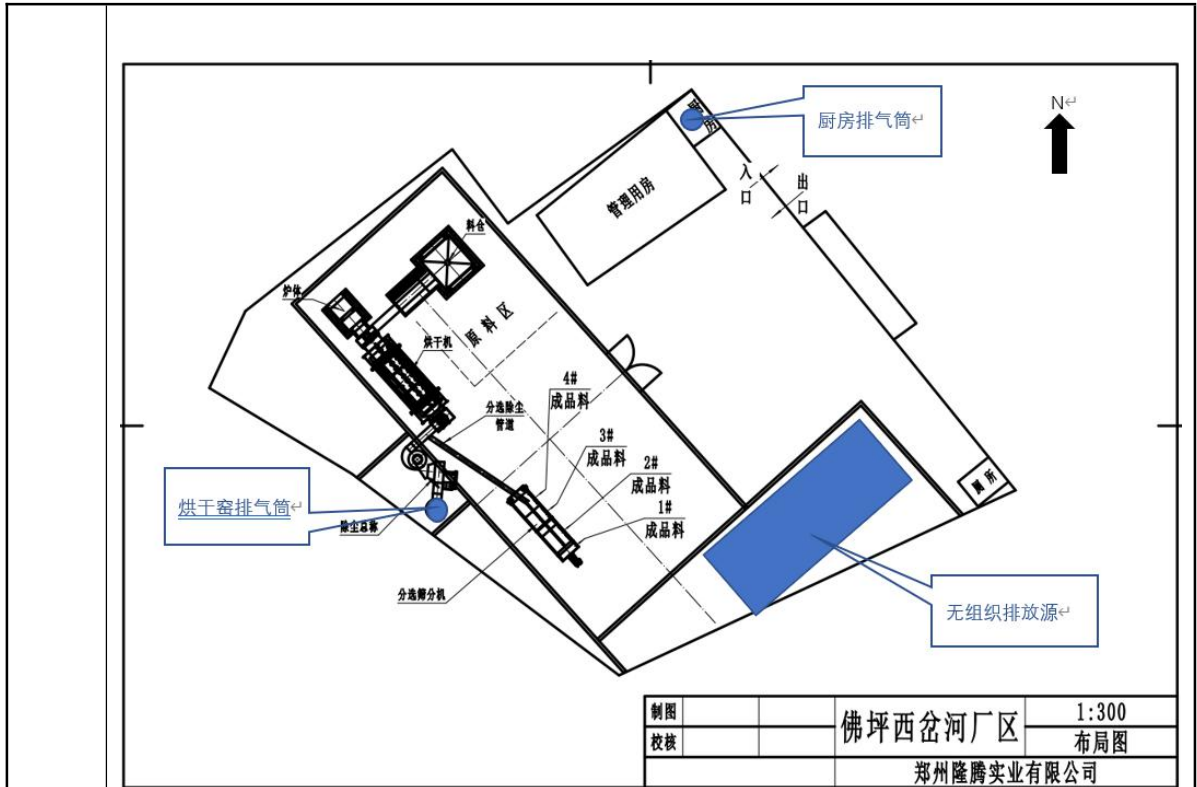 N
厨房排气筒
厨房
入口
出口
管理用房
料仓
炉体
原料区
烘干机
4#
成品料
分选除尘
管道
3#
成品料
2#
成品料
1#
成品料
厕所
烘干窑排气筒
除尘总称
分选筛分机
无组织排放源
制图
校核
佛坪西岔河厂区
1:300
布局图
郑州隆腾实业有限公司